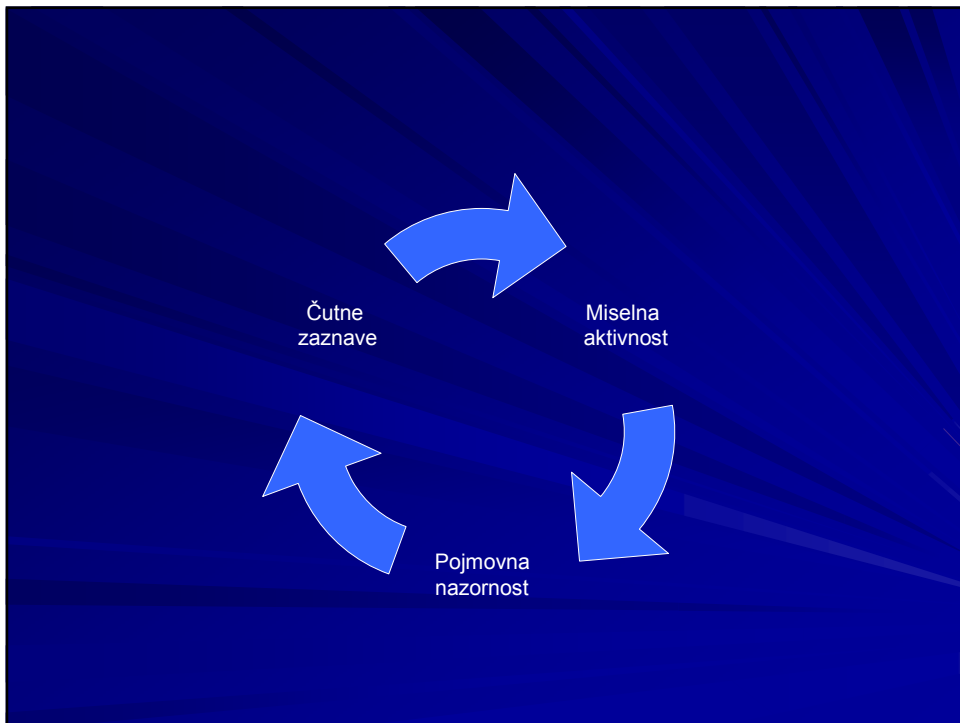 Čutne
zaznave
Miselna
aktivnost
Pojmovna
nazornost